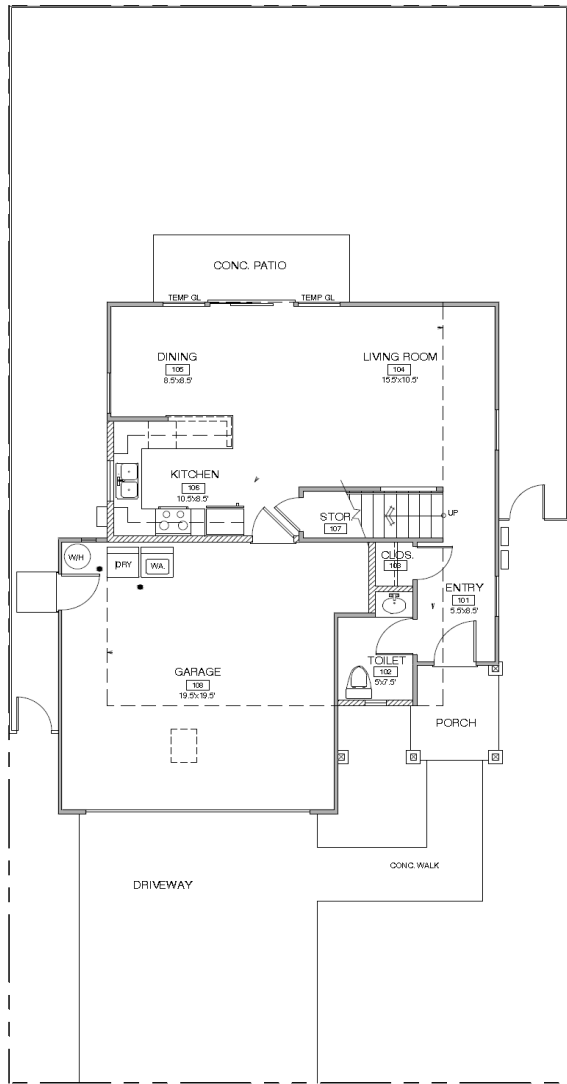 CONC. PATIO
TEMP GL
TEMP GL
DINING
105
8.5'x8.5'
LIVING ROOM
104
15.5'x10.5'
KITCHEN
106
10.5'x8.5'
STOR.
107
UP
W/H
DRY
WA.
CLOS.
103
ENTRY
101
5.5'x8.5'
TOILET
102
5'x7.5'
GARAGE
108
19.5'x19.5'
PORCH
CONC. WALK
DRIVEWAY